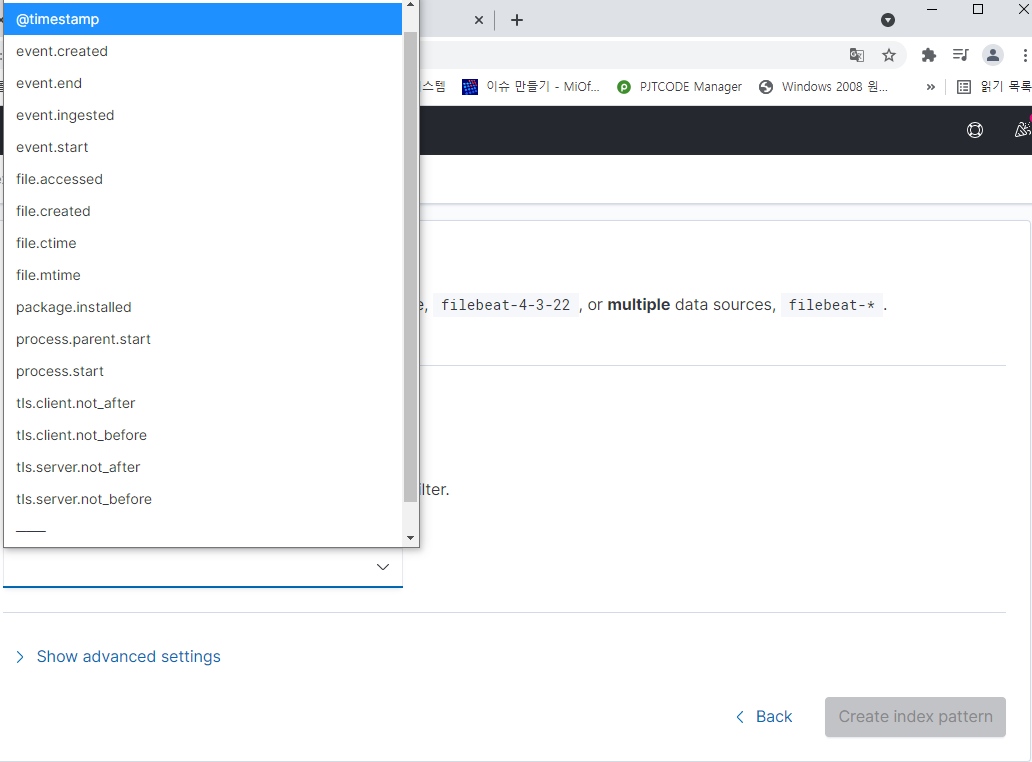 @timestamp
event.created
event.end
event.ingested
event.start
file.accessed
file.created
file.ctime
file.mtime
package.installed
process.parent.start
process.start
tls.client.not_after
tls.client.not_before
tls.server.not_after
tls.server.not_before
스템 이슈 만들기 - MiOf... PJTCODE Manager Windows 2008 원... » 읽기 목록
, filebeat-4-3-22 , or multiple data sources, filebeat-* .
ilter.
Show advanced settings
Back Create index pattern